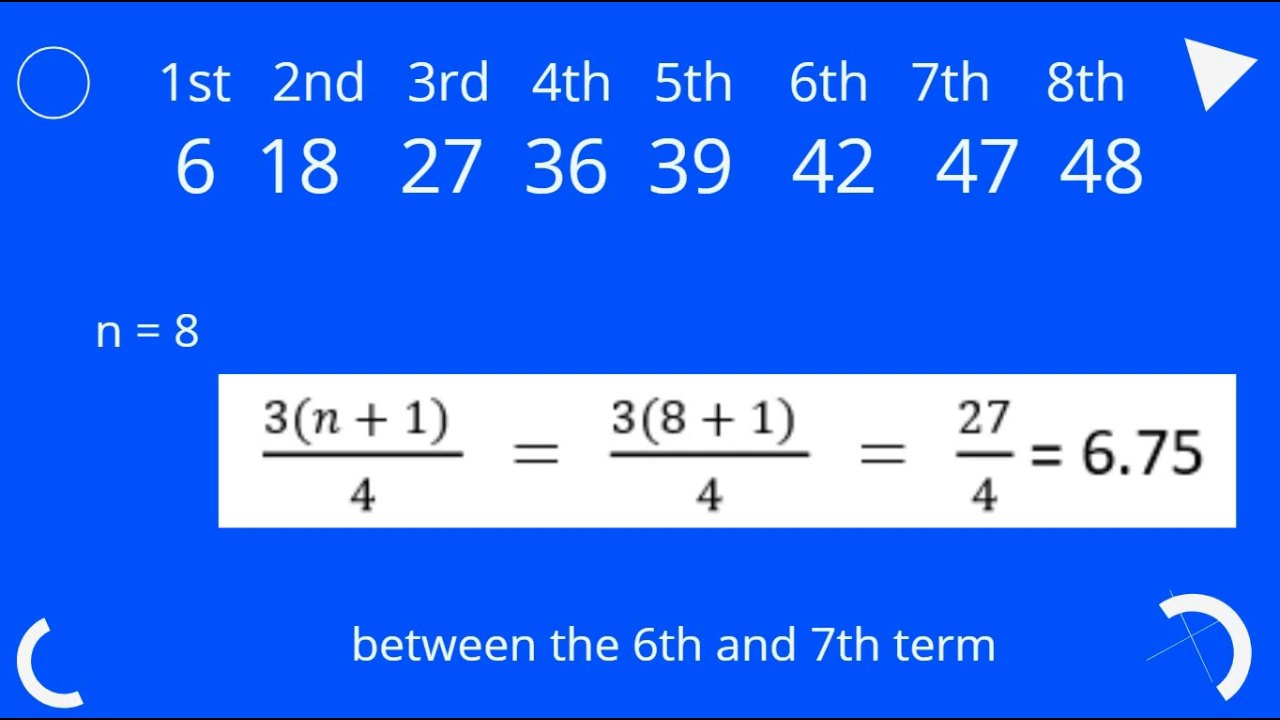 1st 2nd 3rd 4th 5th 6th 7th 8th
6 18 27 36 39 42 47 48
n = 8
3(n + 1)/4 = 3(8 + 1)/4 = 27/4 = 6.75
between the 6th and 7th term